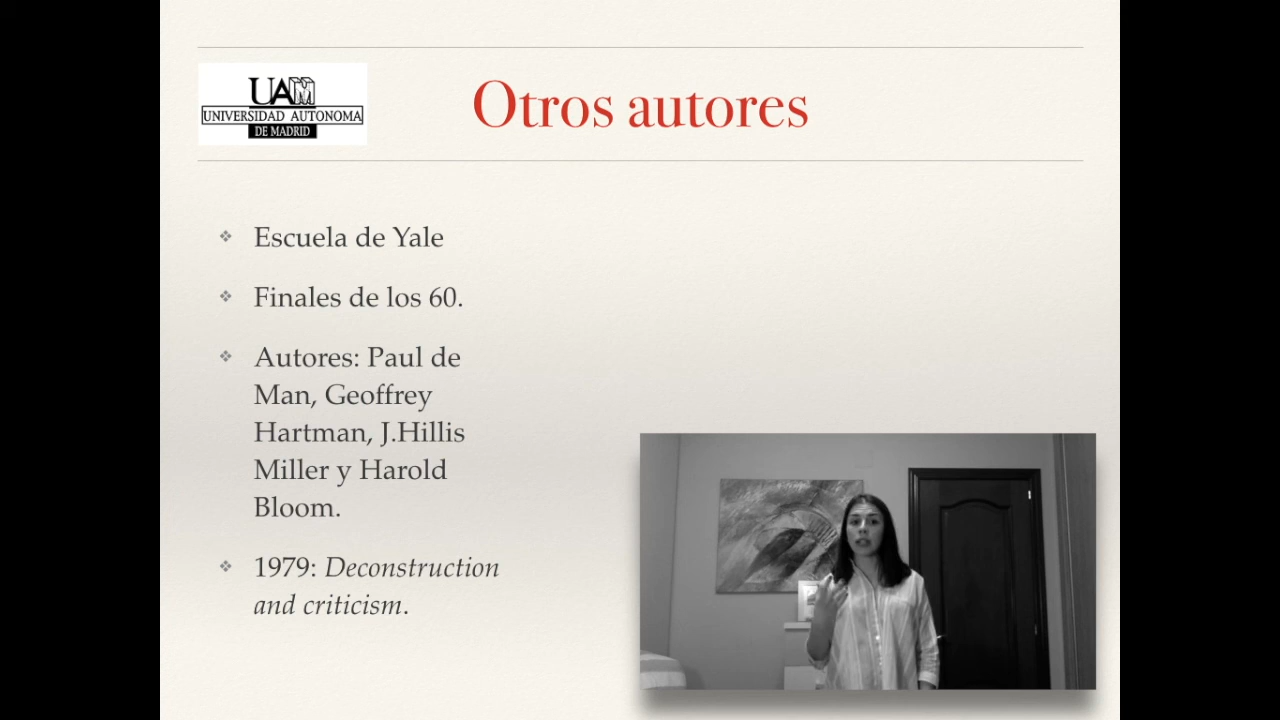 UAM
UNIVERSIDAD AUTONOMA
DE MADRID
Otros autores
Escuela de Yale
Finales de los 60.
Autores: Paul de
Man, Geoffrey
Hartman, J.Hillis
Miller y Harold
Bloom.
1979: Deconstruction
and criticism.